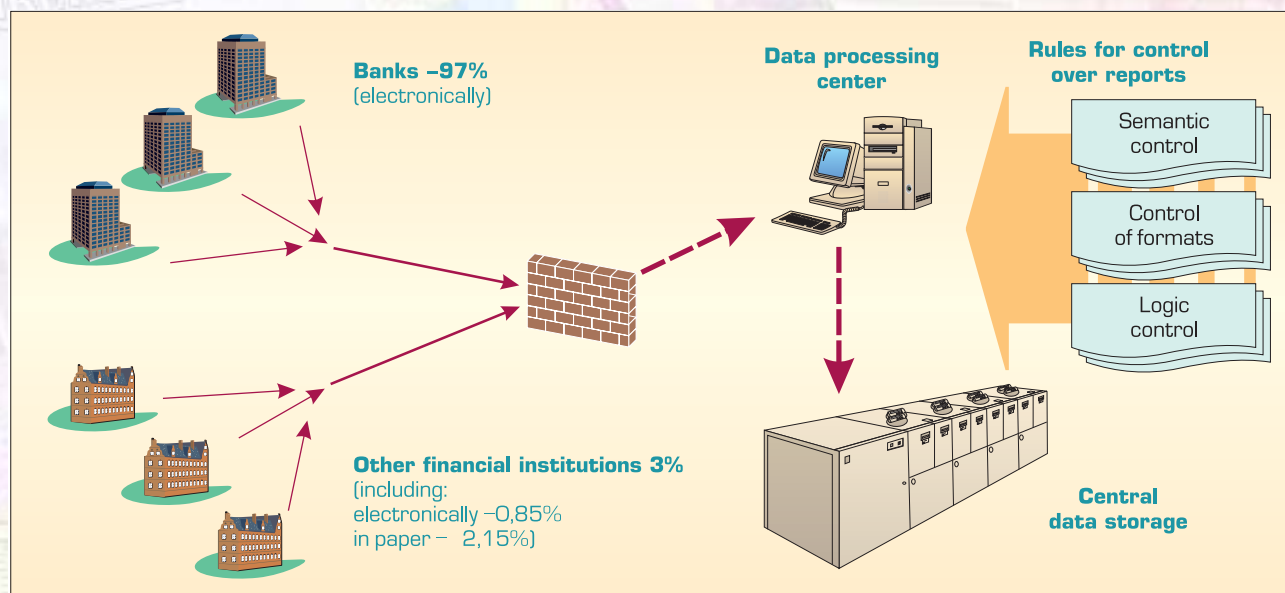 Banks –97%
(electronically)
Data processing
center
Rules for control
over reports
Semantic
control
Control
of formats
Logic
control
Other financial institutions 3%
(including:
electronically –0,85%
in paper –  2,15%)
Central
data storage